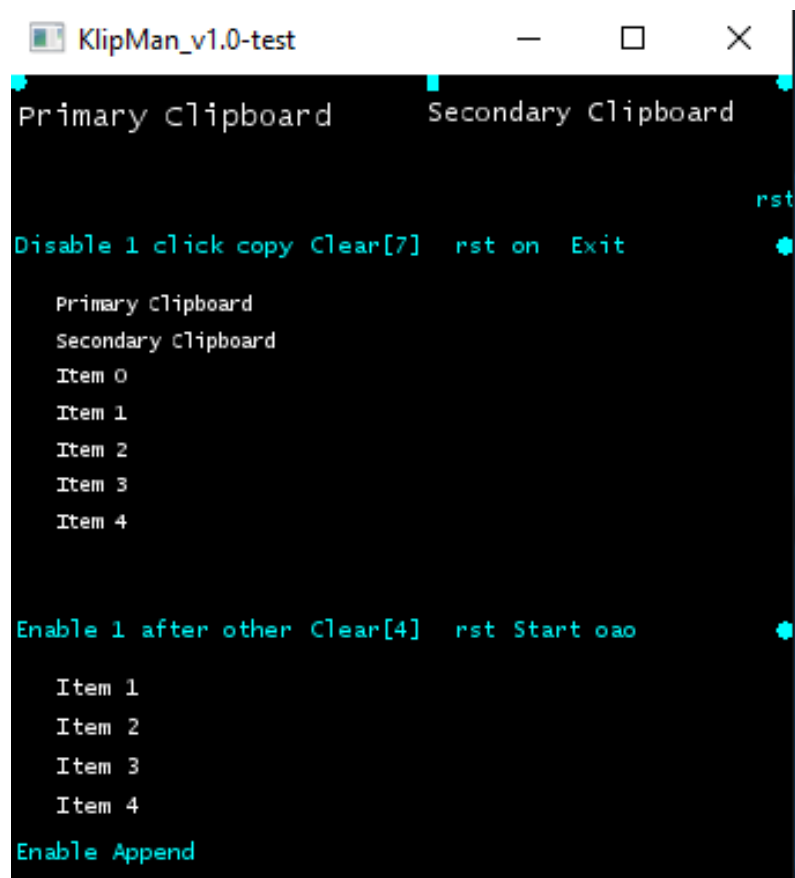 KlipMan_v1.0-test
Primary Clipboard Secondary Clipboard
rst
Disable 1 click copy Clear[7] rst on Exit
Primary Clipboard
Secondary Clipboard
Item 0
Item 1
Item 2
Item 3
Item 4
Enable 1 after other Clear[4] rst Start oao
Item 1
Item 2
Item 3
Item 4
Enable Append